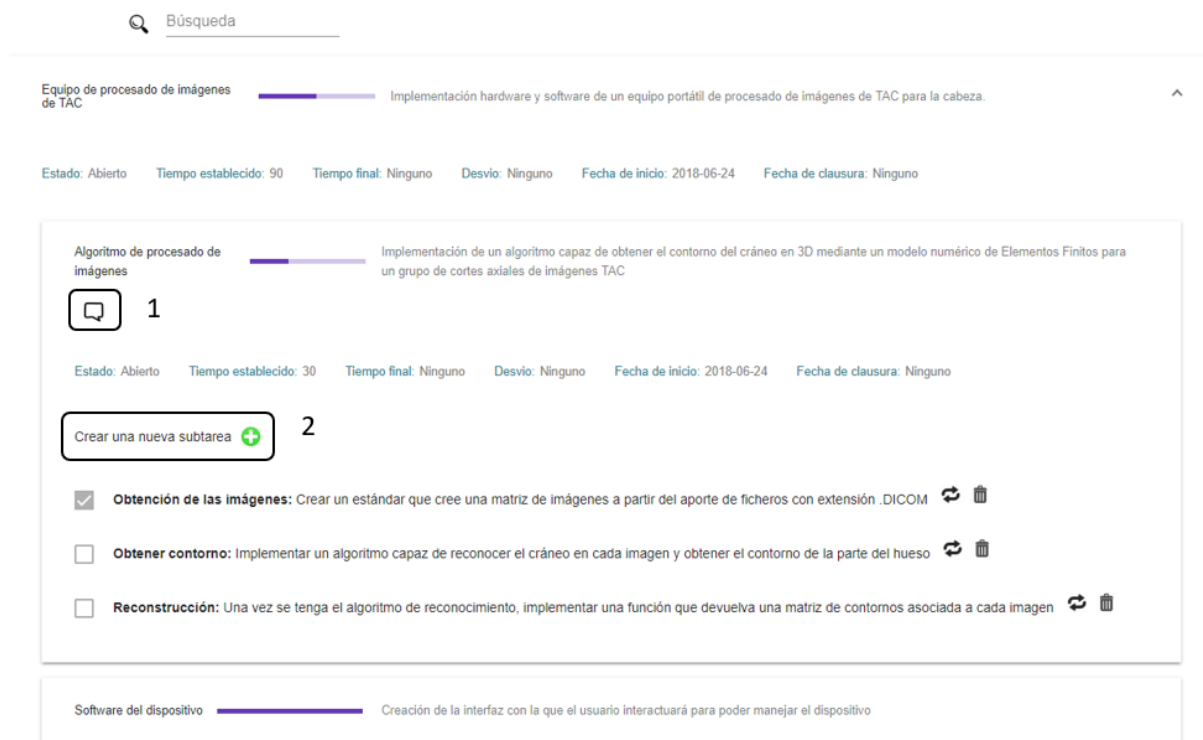 Búsqueda
Equipo de procesado de imágenes
de TAC
Implementación hardware y software de un equipo portátil de procesado de imágenes de TAC para la cabeza.
Estado: Abierto Tiempo establecido: 90 Tiempo final: Ninguno Desvio: Ninguno Fecha de inicio: 2018-06-24 Fecha de clausura: Ninguno
Algoritmo de procesado de
imágenes
Implementación de un algoritmo capaz de obtener el contorno del cráneo en 3D mediante un modelo numérico de Elementos Finitos para
un grupo de cortes axiales de imágenes TAC
1
Estado: Abierto Tiempo establecido: 30 Tiempo final: Ninguno Desvio: Ninguno Fecha de inicio: 2018-06-24 Fecha de clausura: Ninguno
Crear una nueva subtarea 2
Obtención de las imágenes: Crear un estándar que cree una matriz de imágenes a partir del aporte de ficheros con extensión .DICOM
Obtener contorno: Implementar un algoritmo capaz de reconocer el cráneo en cada imagen y obtener el contorno de la parte del hueso
Reconstrucción: Una vez se tenga el algoritmo de reconocimiento, implementar una función que devuelva una matriz de contornos asociada a cada imagen
Software del dispositivo Creación de la interfaz con la que el usuario interactuará para poder manejar el dispositivo